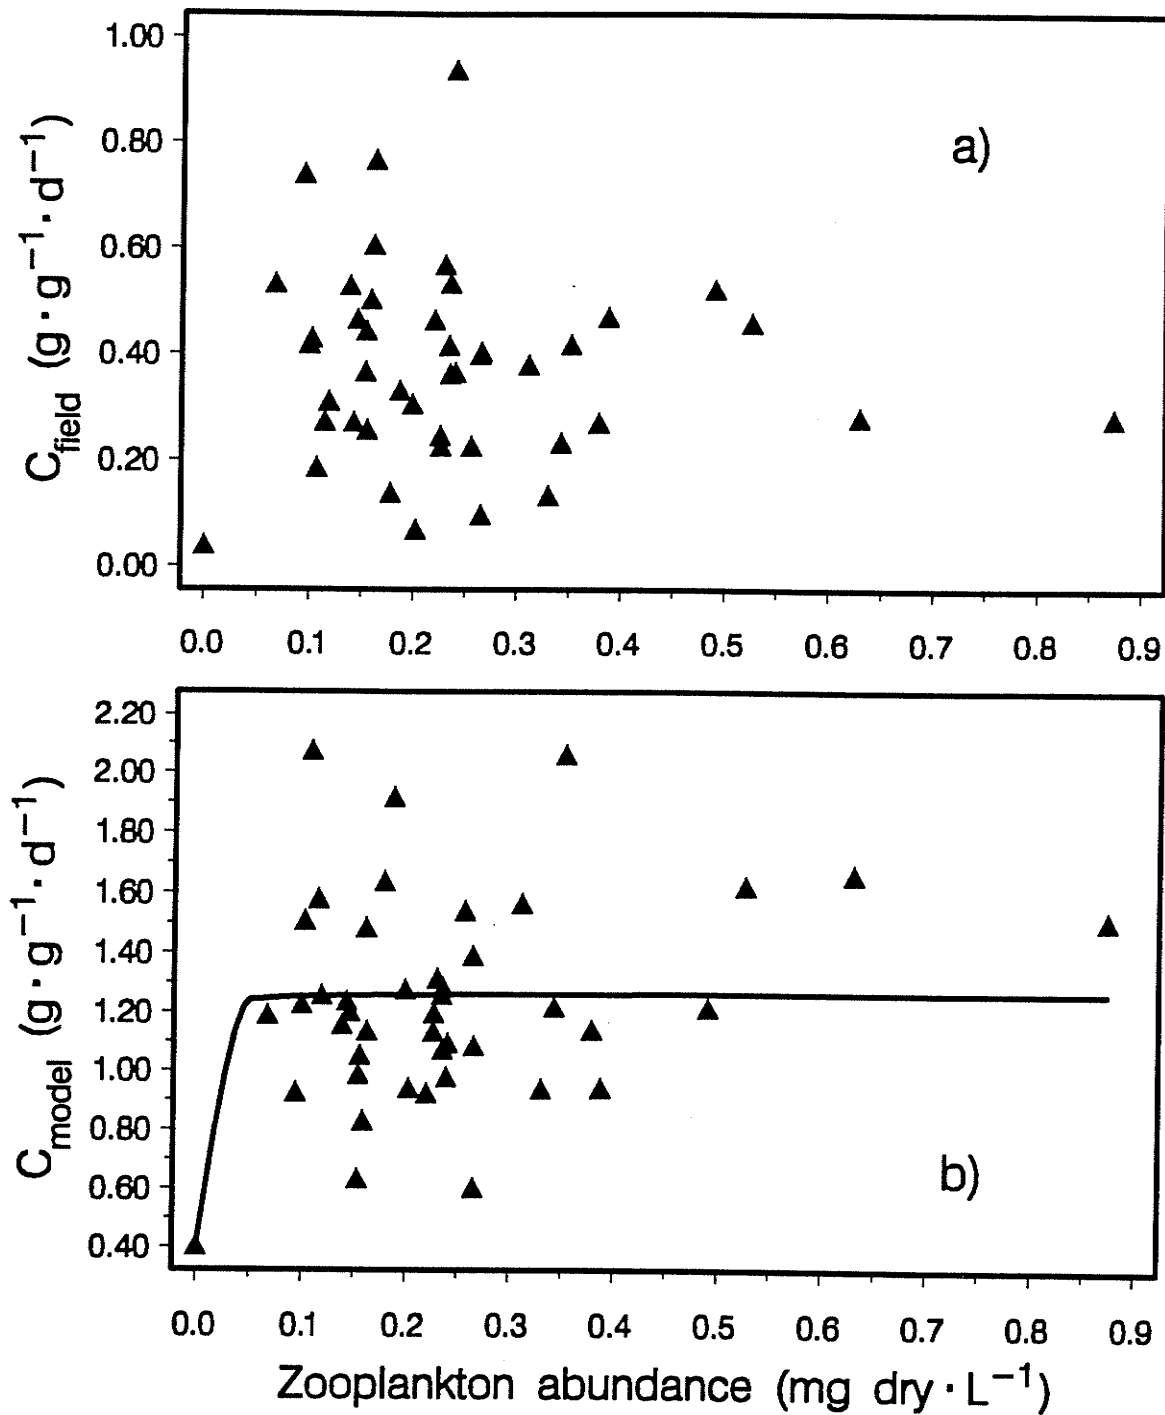 1.00
0.80
0.60
0.40
0.20
0.00
C_field (g·g⁻¹·d⁻¹)
a)
0.0 0.1 0.2 0.3 0.4 0.5 0.6 0.7 0.8 0.9
2.20
2.00
1.80
1.60
1.40
1.20
1.00
0.80
0.60
0.40
C_model (g·g⁻¹·d⁻¹)
b)
0.0 0.1 0.2 0.3 0.4 0.5 0.6 0.7 0.8 0.9
Zooplankton abundance (mg dry·L⁻¹)